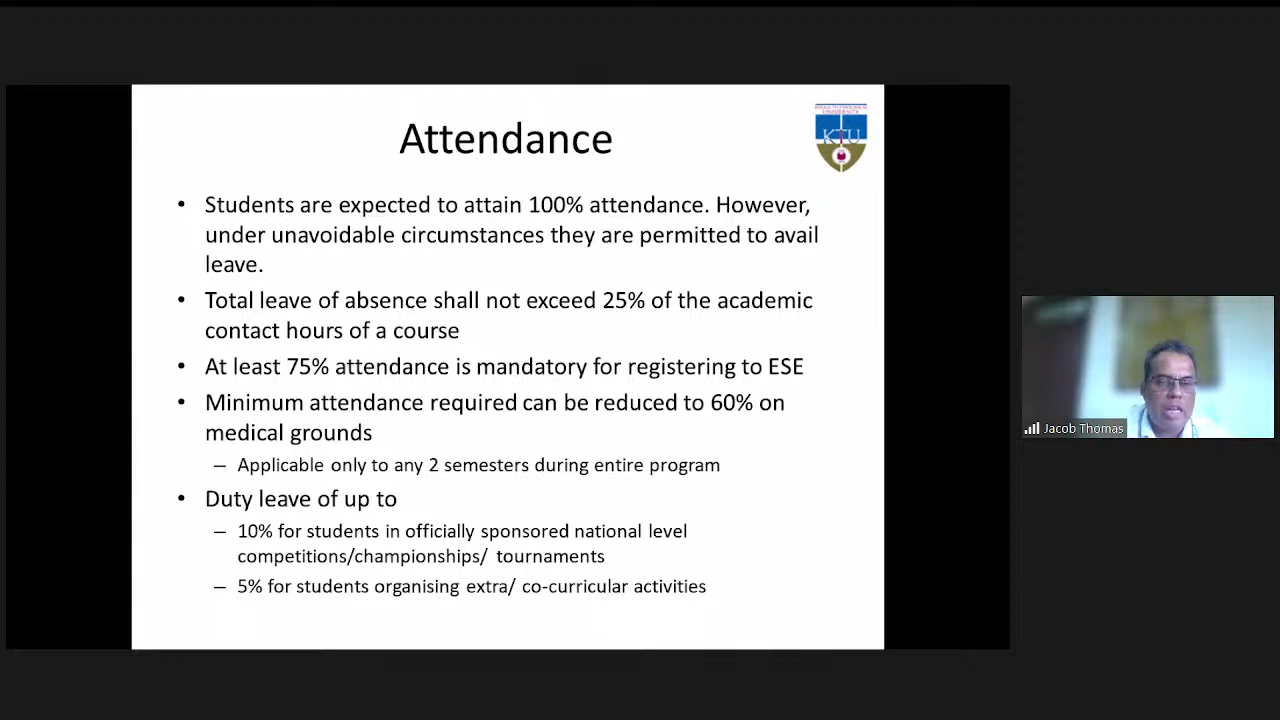 Attendance
UNIVERSITY
KTU
• Students are expected to attain 100% attendance. However,
under unavoidable circumstances they are permitted to avail
leave.
• Total leave of absence shall not exceed 25% of the academic
contact hours of a course
• At least 75% attendance is mandatory for registering to ESE
• Minimum attendance required can be reduced to 60% on
medical grounds
– Applicable only to any 2 semesters during entire program
• Duty leave of up to
– 10% for students in officially sponsored national level
competitions/championships/ tournaments
– 5% for students organising extra/ co-curricular activities
Jacob Thomas